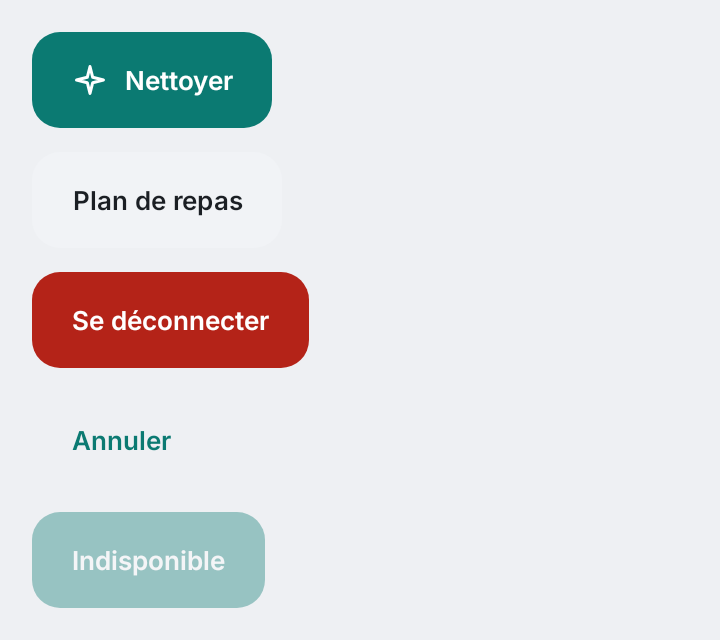 Nettoyer
Plan de repas
Se déconnecter
Annuler
Indisponible